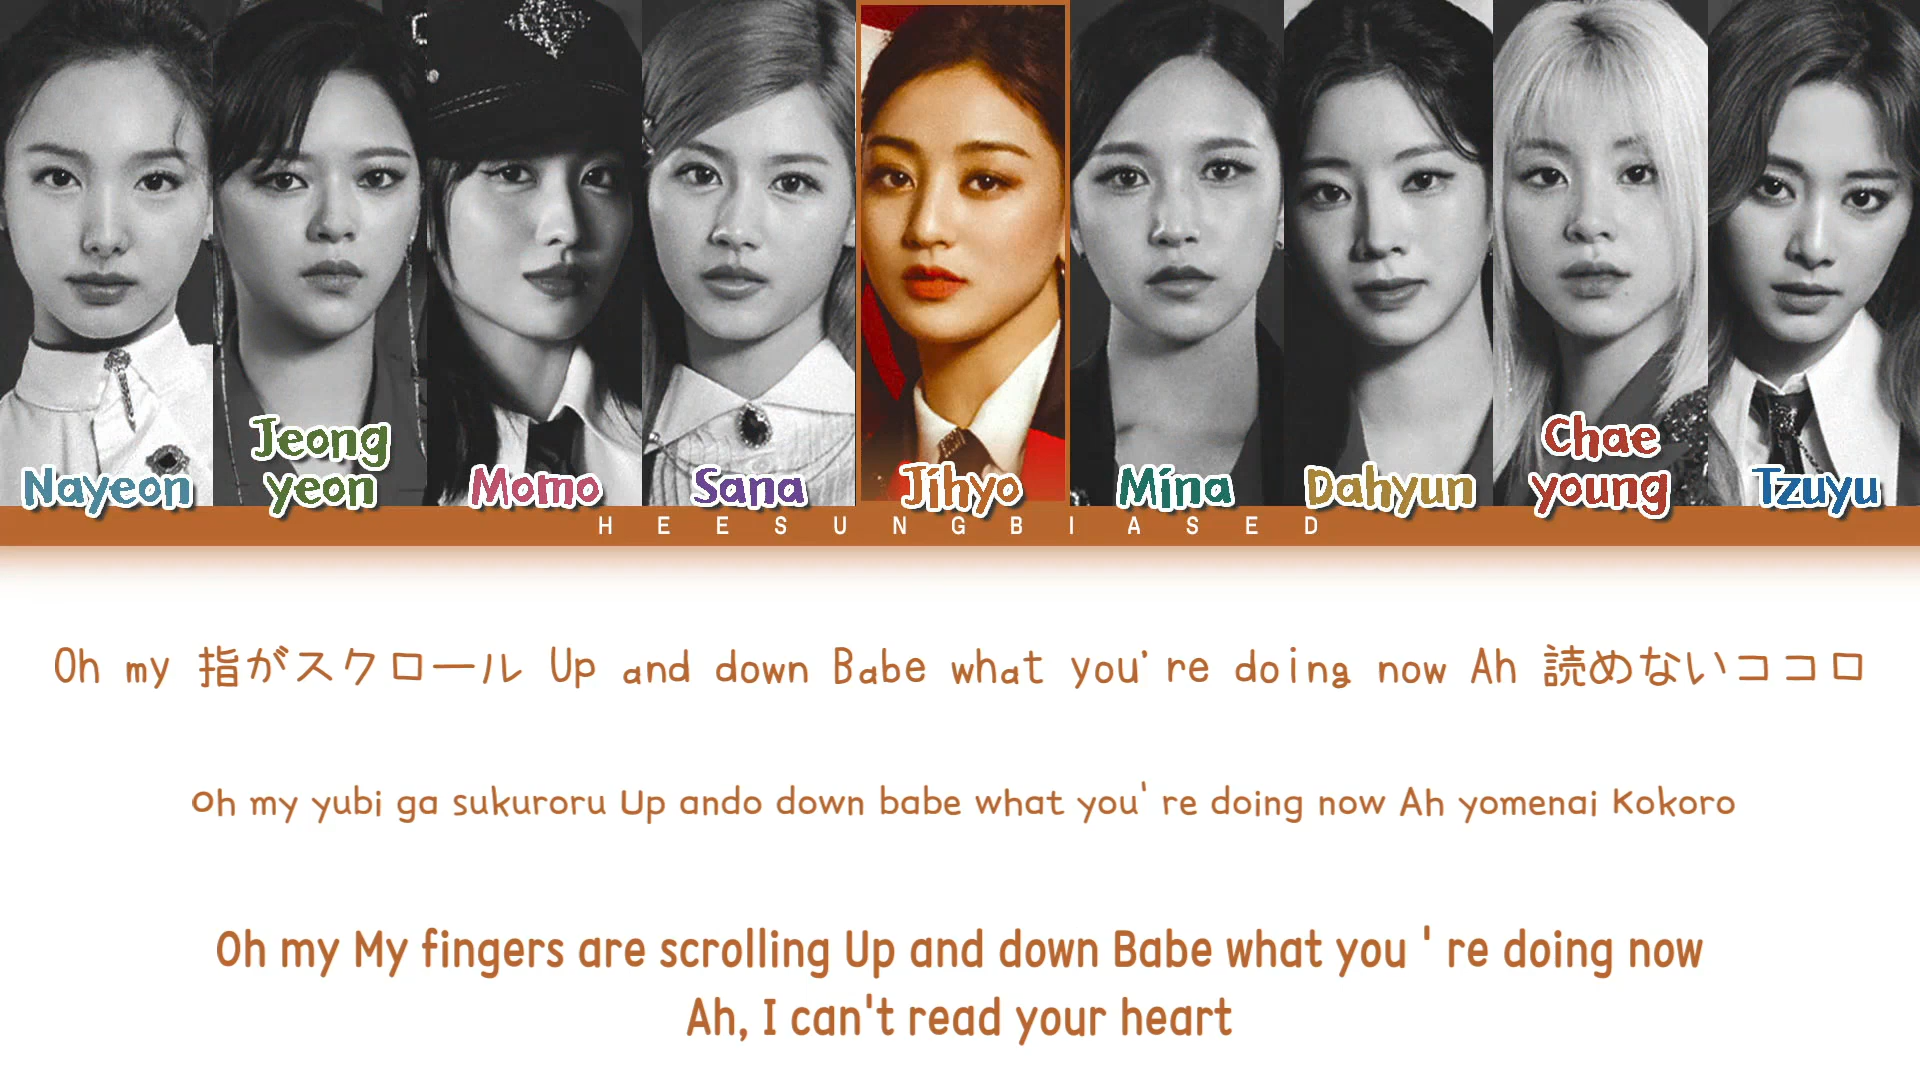 Nayeon
Jeong
yeon
Momo
Sana
Jihyo
Mina
Dahyun
Chae
young
Tzuyu
HEESUNGBIASED
Oh my 指がスクロール Up and down Babe what you're doing now Ah 読めないココロ
Oh my yubi ga sukuroru Up ando down babe what you're doing now Ah yomenai Kokoro
Oh my My fingers are scrolling Up and down Babe what you ' re doing now
Ah, I can't read your heart